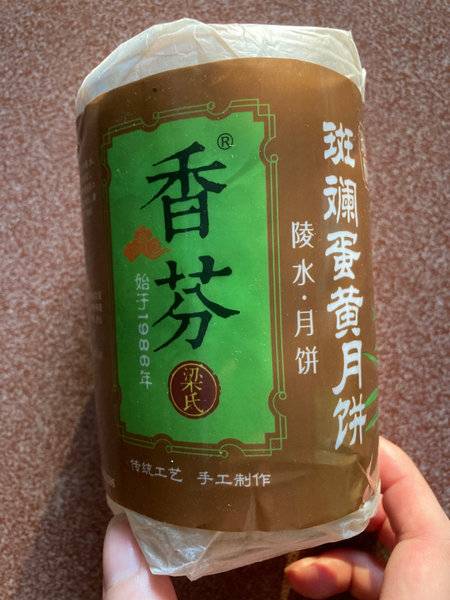 香芬®
始于1986年
梁氏
斑斓蛋黄月饼
陵水·月饼
传统工艺 手工制作